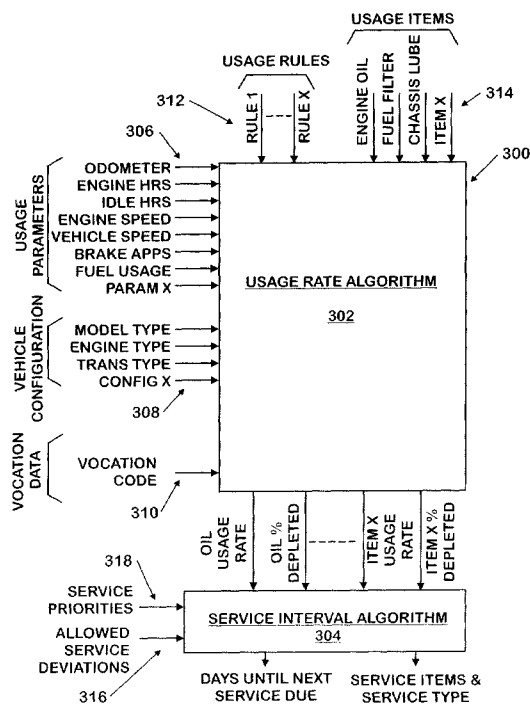 USAGE ITEMS
USAGE RULES
312
RULE 1
RULE X
ENGINE OIL
FUEL FILTER
CHASSIS LUBE
ITEM X
314
306
300
USAGE
PARAMETERS
ODOMETER
ENGINE HRS
IDLE HRS
ENGINE SPEED
VEHICLE SPEED
BRAKE APPS
FUEL USAGE
PARAM X
USAGE RATE ALGORITHM
302
VEHICLE
CONFIGURATION
MODEL TYPE
ENGINE TYPE
TRANS TYPE
CONFIG X
308
VOCATION
DATA
VOCATION
CODE
310
OIL
USAGE
RATE
OIL %
DEPLETED
ITEM X
USAGE
RATE
ITEM X %
DEPLETED
318
SERVICE
PRIORITIES
ALLOWED
SERVICE
DEVIATIONS
316
SERVICE INTERVAL ALGORITHM
304
DAYS UNTIL NEXT
SERVICE DUE
SERVICE ITEMS &
SERVICE TYPE